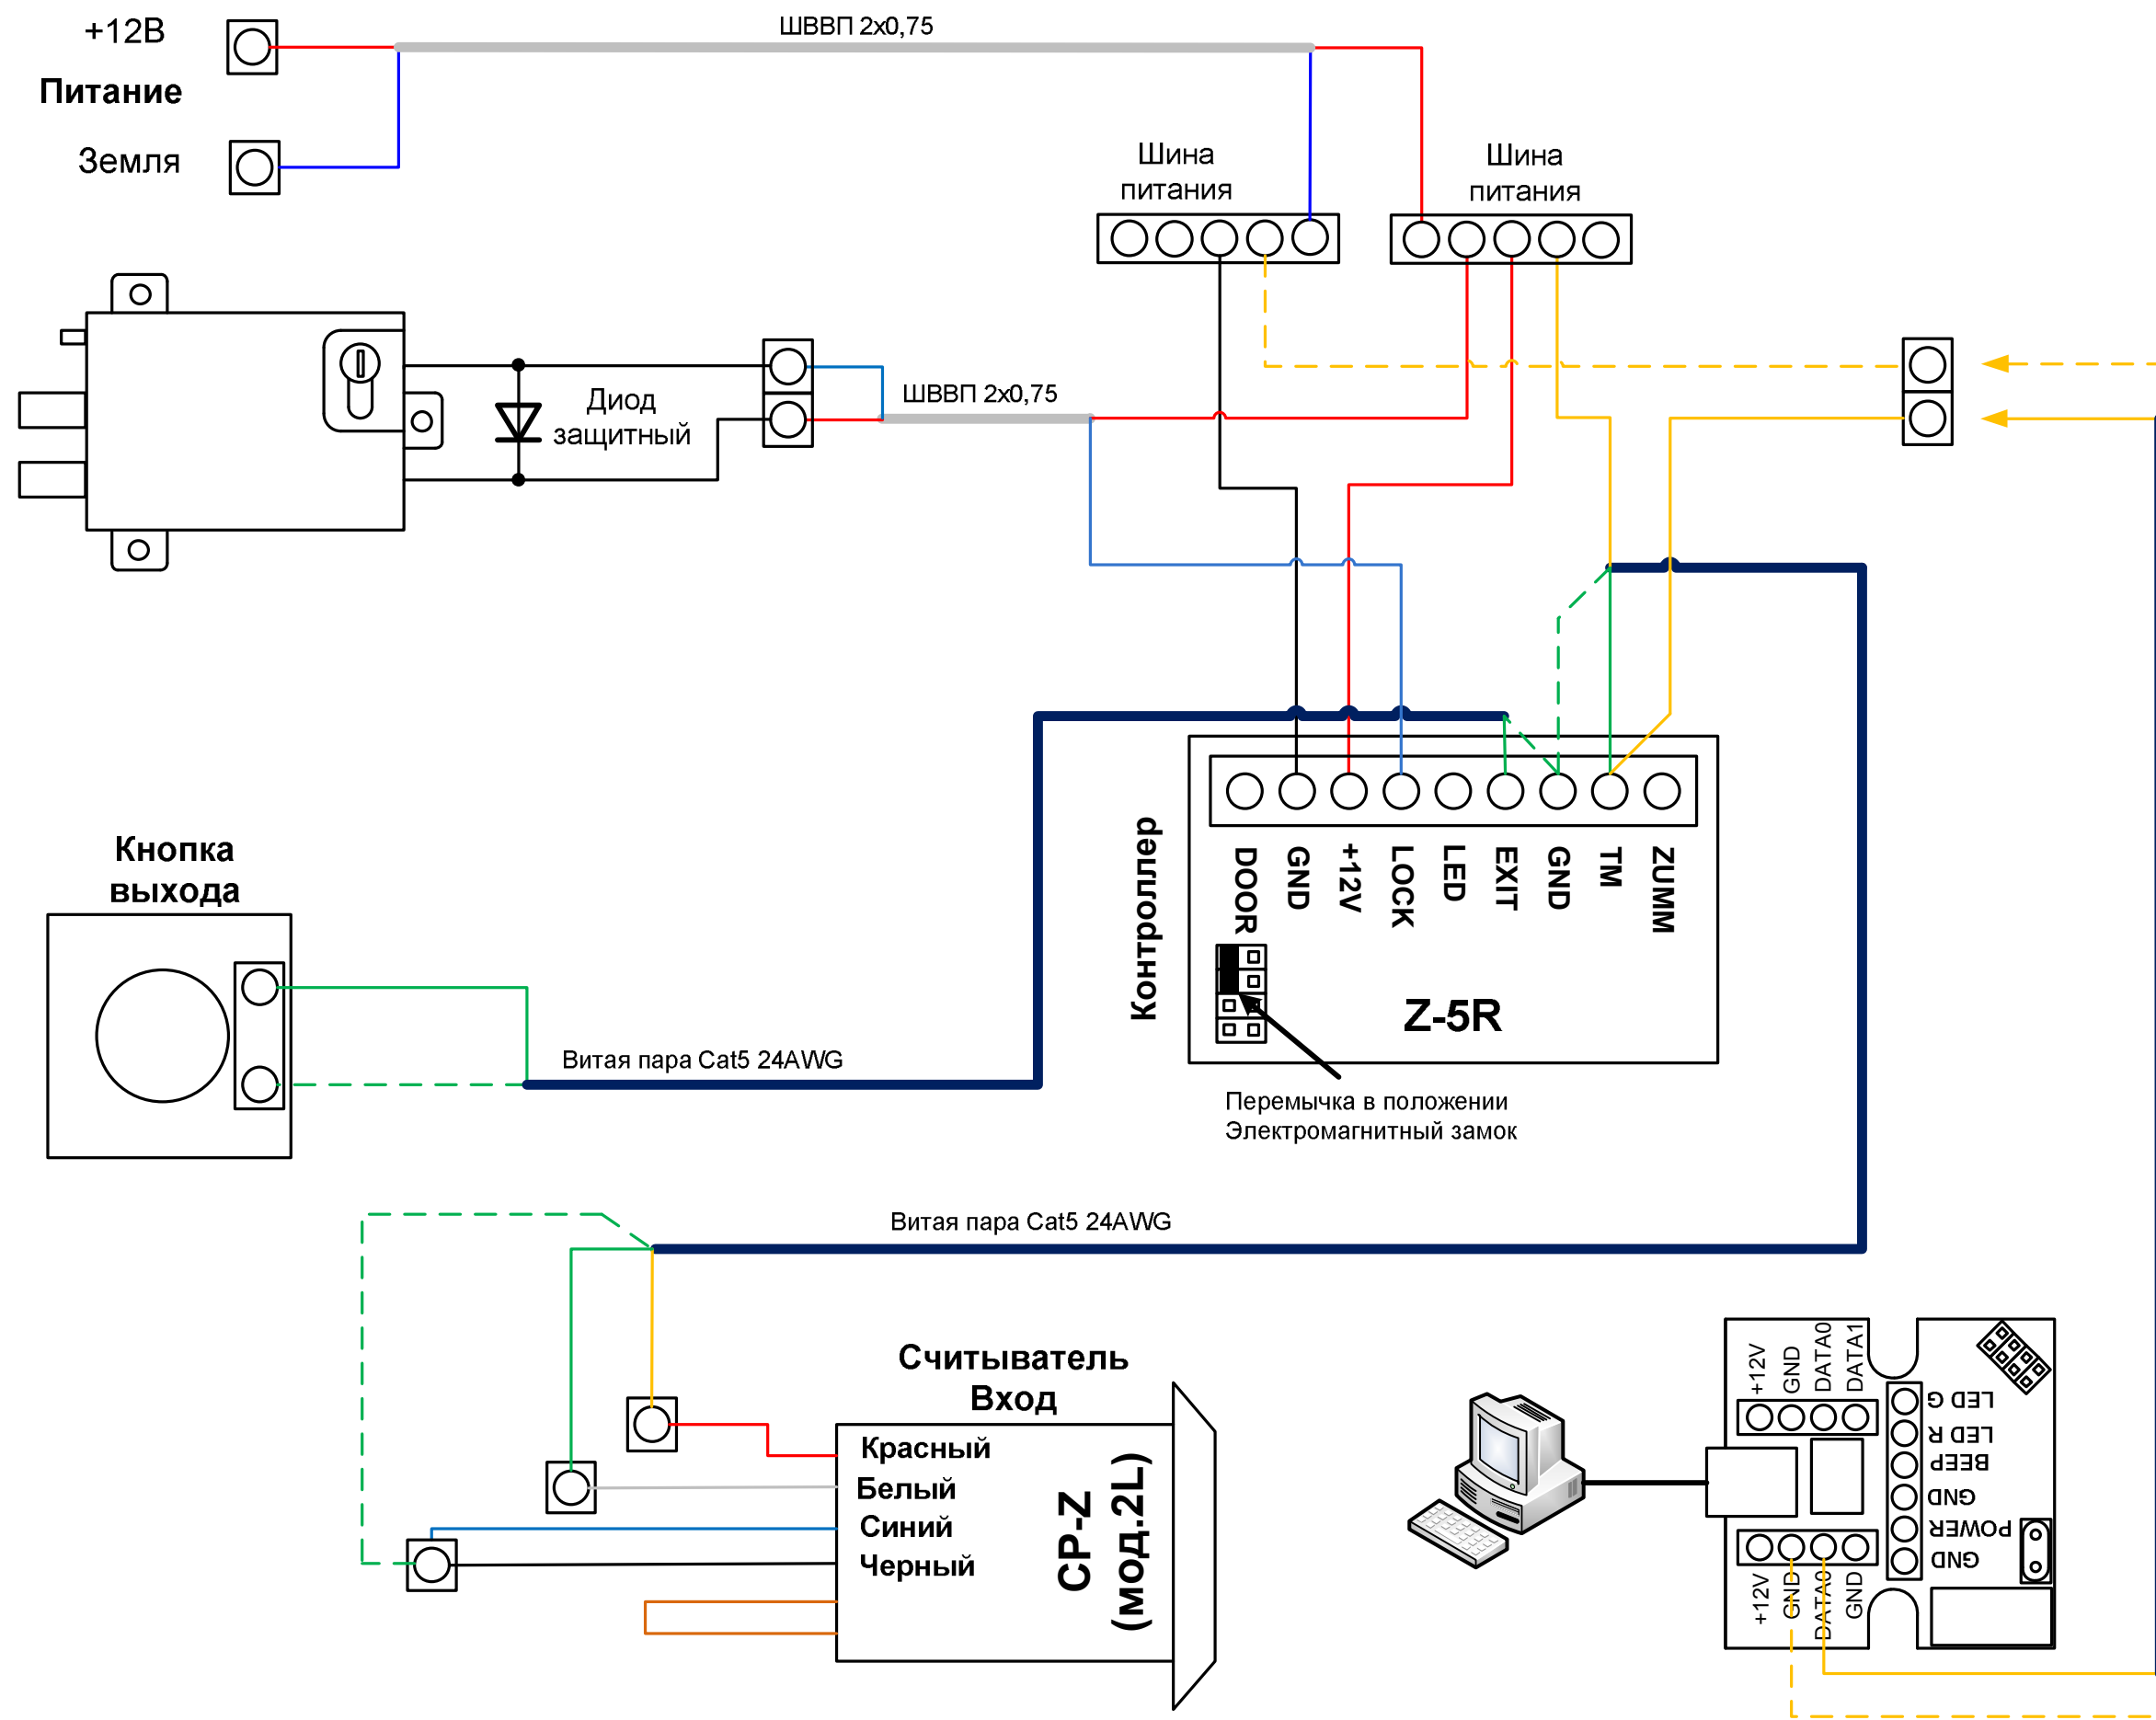 +12В
Питание
Земля
ШВВП 2x0,75
Шина
питания
Шина
питания
Диод
защитный
ШВВП 2x0,75
Кнопка
выхода
Витая пара Cat5 24AWG
Контроллер
DOOR
GND
+12V
LOCK
LED
EXIT
GND
TM
ZUMM
Z-5R
Перемычка в положении
Электромагнитный замок
Витая пара Cat5 24AWG
Считыватель
Вход
Красный
Белый
Синий
Черный
CP-Z
(мод.2L)
+12V
GND
DATA0
DATA1
LED G
LED R
BEEP
GND
POWER
GND
+12V
GND
DATA0
GND